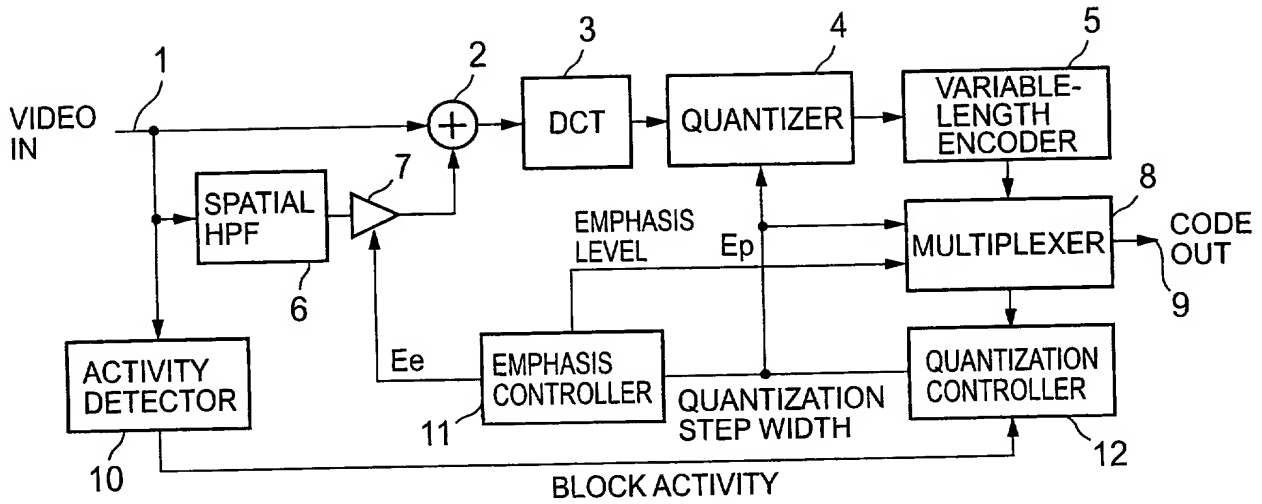 1
2
3
4
5
VIDEO
IN
DCT
QUANTIZER
VARIABLE-
LENGTH
ENCODER
7
8
SPATIAL
HPF
EMPHASIS
LEVEL
Ep
MULTIPLEXER
CODE
OUT
6
9
ACTIVITY
DETECTOR
Ee
EMPHASIS
CONTROLLER
QUANTIZATION
CONTROLLER
10
11
QUANTIZATION
STEP WIDTH
12
BLOCK ACTIVITY